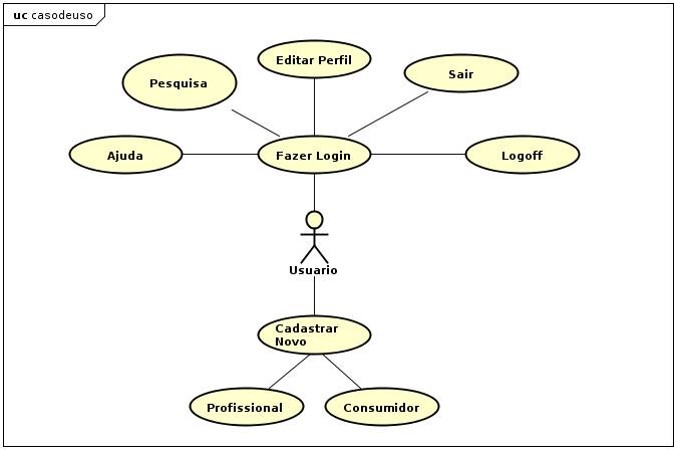 uc casodeuso
Editar Perfil
Pesquisa
Sair
Ajuda
Fazer Login
Logoff
Usuario
Cadastrar
Novo
Profissional
Consumidor